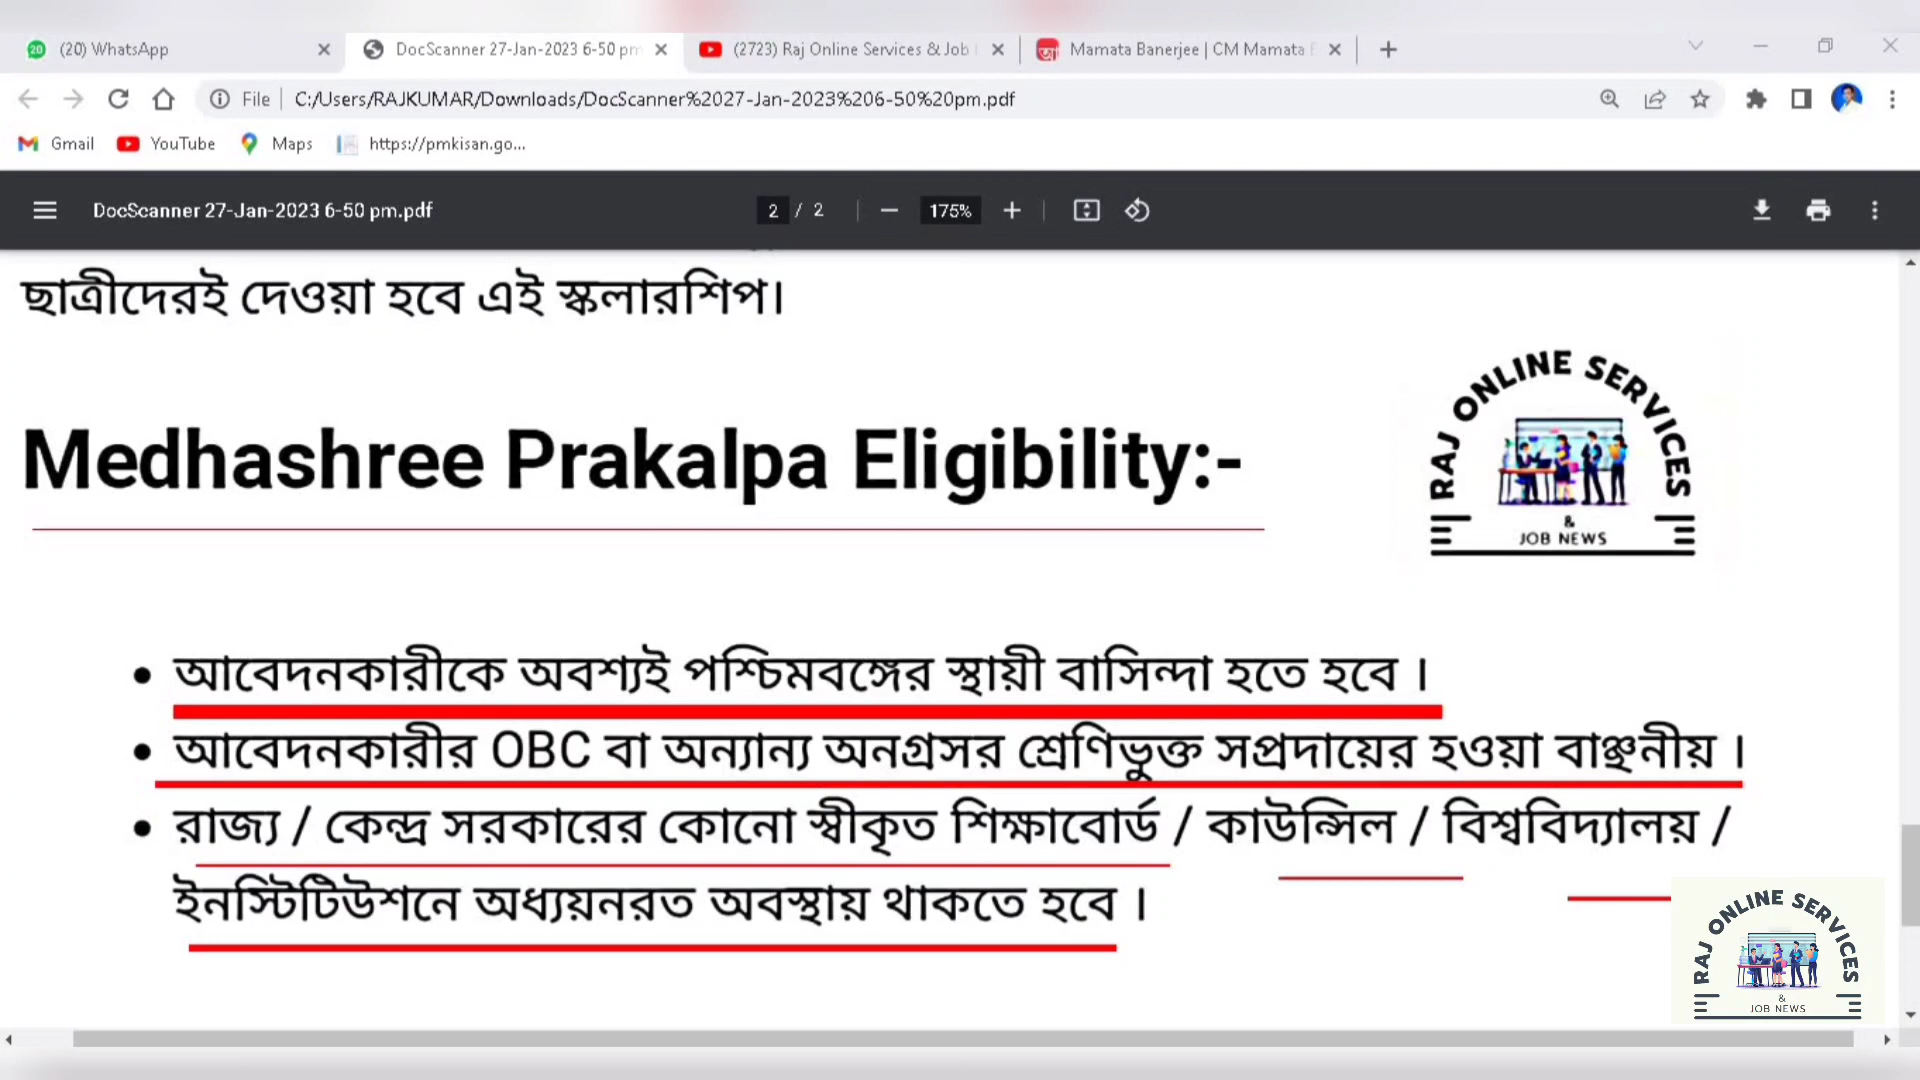 (20) WhatsApp
DocScanner 27-Jan-2023 6-50 pm
(2723) Raj Online Services & Job
Mamata Banerjee | CM Mamata
File
C:/Users/RAJKUMAR/Downloads/DocScanner%2027-Jan-2023%206-50%20pm.pdf
Gmail
YouTube
Maps
https://pmkisan.go...
DocScanner 27-Jan-2023 6-50 pm.pdf
2 / 2
175%
ছাত্রীদেরই দেওয়া হবে এই স্কলারশিপ।
RAJ ONLINE SERVICES
&
JOB NEWS
Medhashree Prakalpa Eligibility:-
• আবেদনকারীকে অবশ্যই পশ্চিমবঙ্গের স্থায়ী বাসিন্দা হতে হবে ।
• আবেদনকারীর OBC বা অন্যান্য অনগ্রসর শ্রেণিভুক্ত সপ্রদায়ের হওয়া বাঞ্ছনীয় ।
• রাজ্য / কেন্দ্র সরকারের কোনো স্বীকৃত শিক্ষাবোর্ড / কাউন্সিল / বিশ্ববিদ্যালয় /
ইনস্টিটিউশনে অধ্যয়নরত অবস্থায় থাকতে হবে ।
RAJ ONLINE SERVICES
&
JOB NEWS